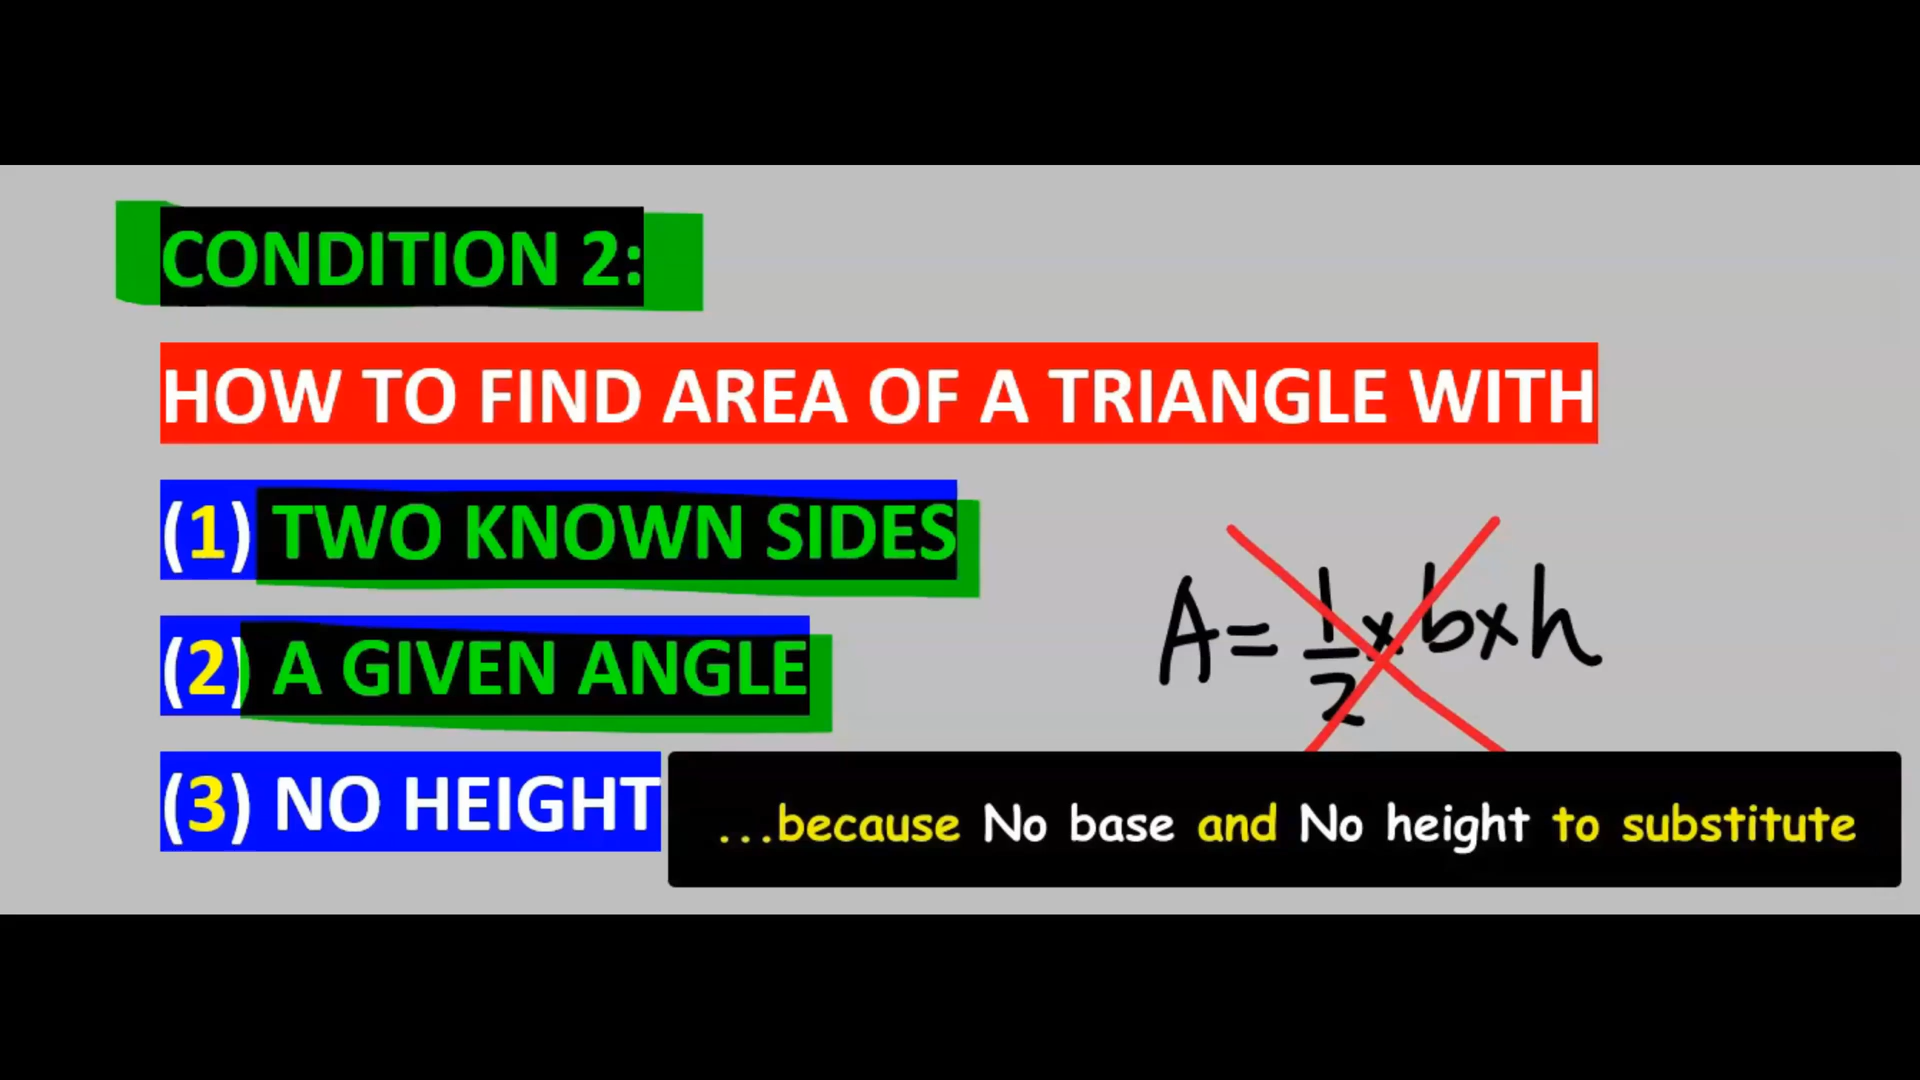 CONDITION 2:
HOW TO FIND AREA OF A TRIANGLE WITH
(1) TWO KNOWN SIDES
(2) A GIVEN ANGLE
A = 1/2 x b x h
(3) NO HEIGHT
...because No base and No height to substitute